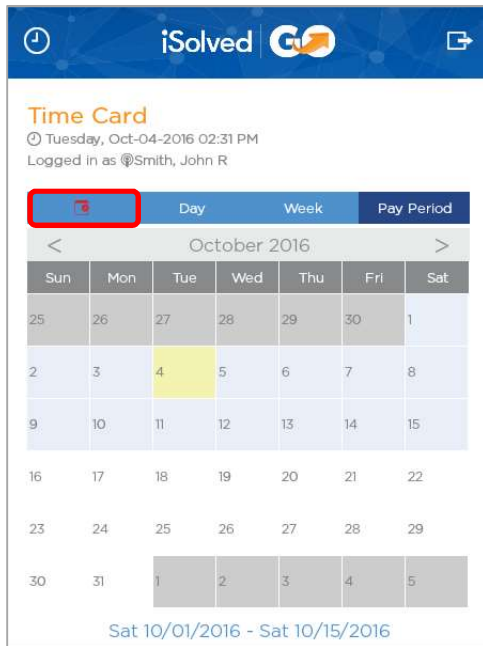 iSolved GO
Time Card
Tuesday, Oct-04-2016 02:31 PM
Logged in as Smith, John R
Day Week Pay Period
< October 2016 >
Sun Mon Tue Wed Thu Fri Sat
25 26 27 28 29 30 1
2 3 4 5 6 7 8
9 10 11 12 13 14 15
16 17 18 19 20 21 22
23 24 25 26 27 28 29
30 31 1 2 3 4 5
Sat 10/01/2016 - Sat 10/15/2016